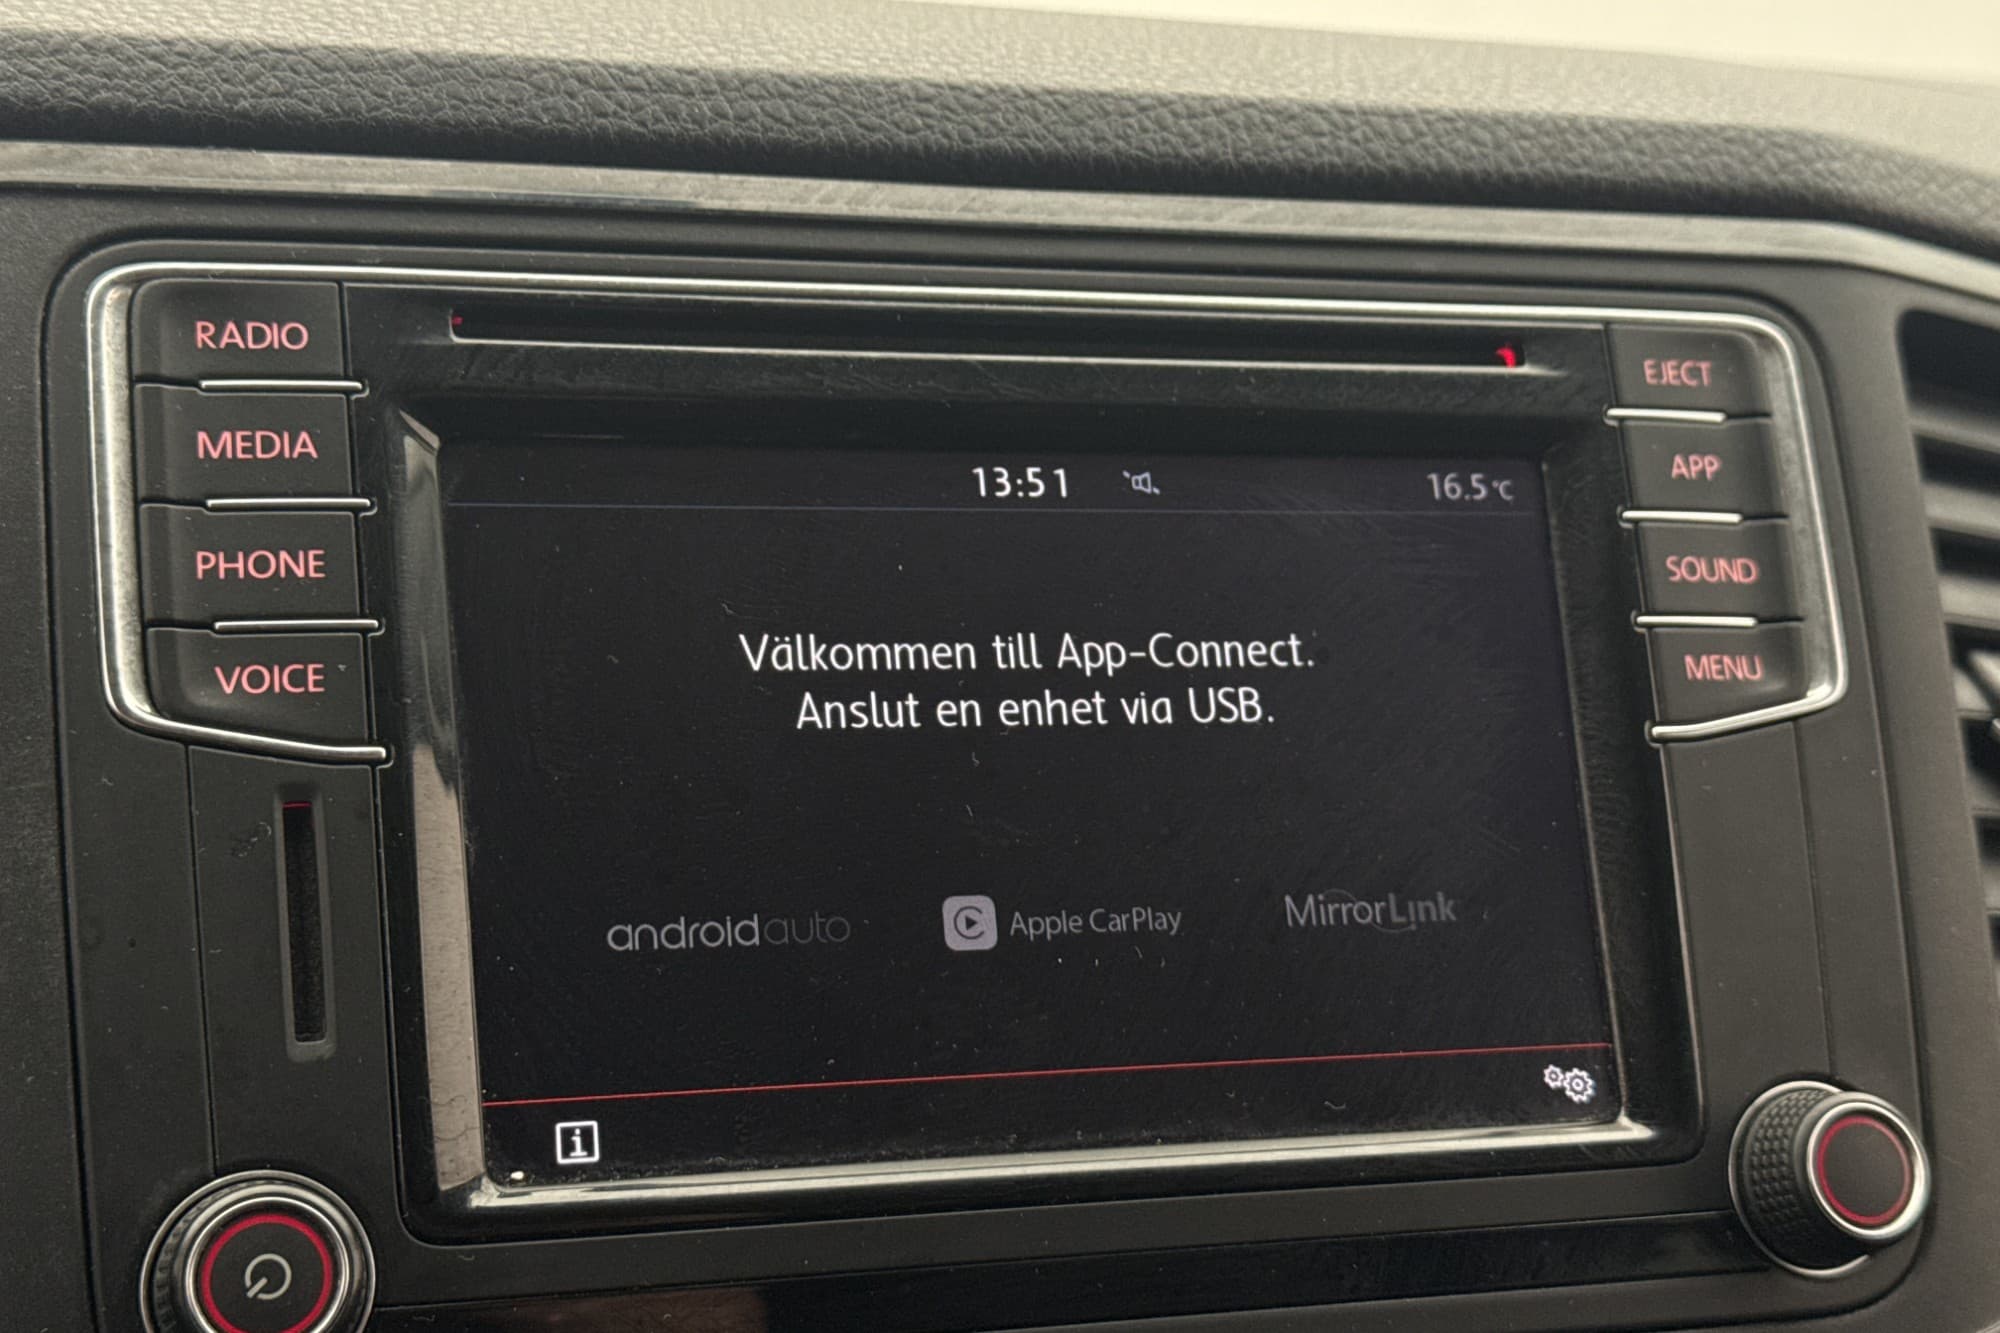 RADIO
MEDIA
PHONE
VOICE
EJECT
APP
SOUND
MENU
13:51 16.5°C
Välkommen till App-Connect.
Anslut en enhet via USB.
androidauto Apple CarPlay MirrorLink
i